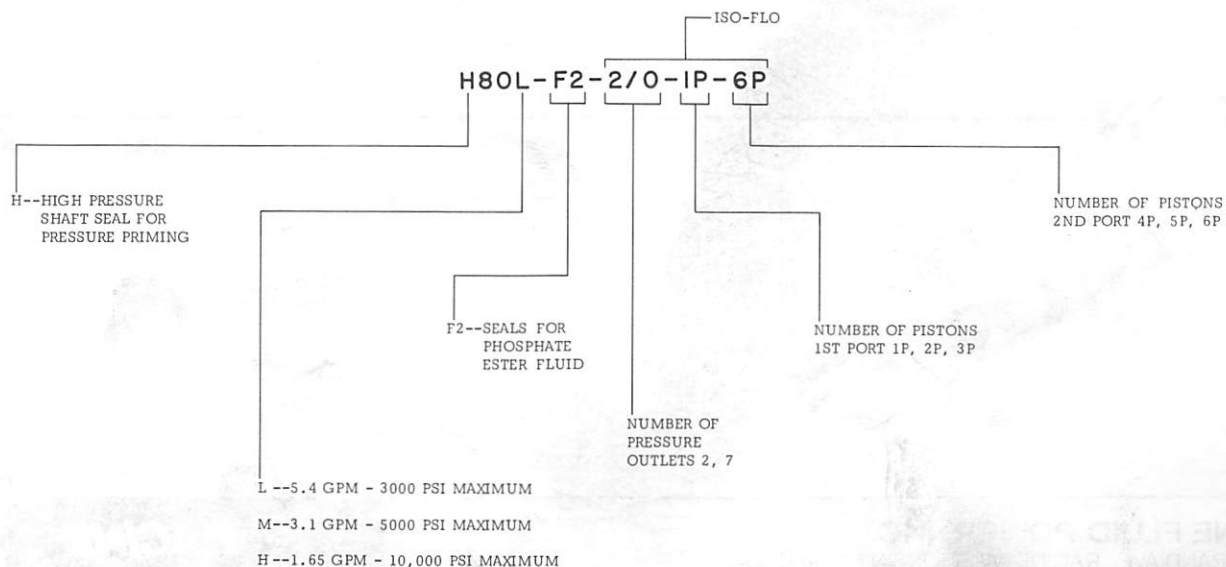 ISO-FLO
H80L-F2-2/0-1P-6P
H--HIGH PRESSURE
SHAFT SEAL FOR
PRESSURE PRIMING
NUMBER OF PISTONS
2ND PORT 4P, 5P, 6P
F2--SEALS FOR
PHOSPHATE
ESTER FLUID
NUMBER OF PISTONS
1ST PORT 1P, 2P, 3P
NUMBER OF
PRESSURE
OUTLETS 2, 7
L --5.4 GPM - 3000 PSI MAXIMUM
M--3.1 GPM - 5000 PSI MAXIMUM
H--1.65 GPM - 10,000 PSI MAXIMUM